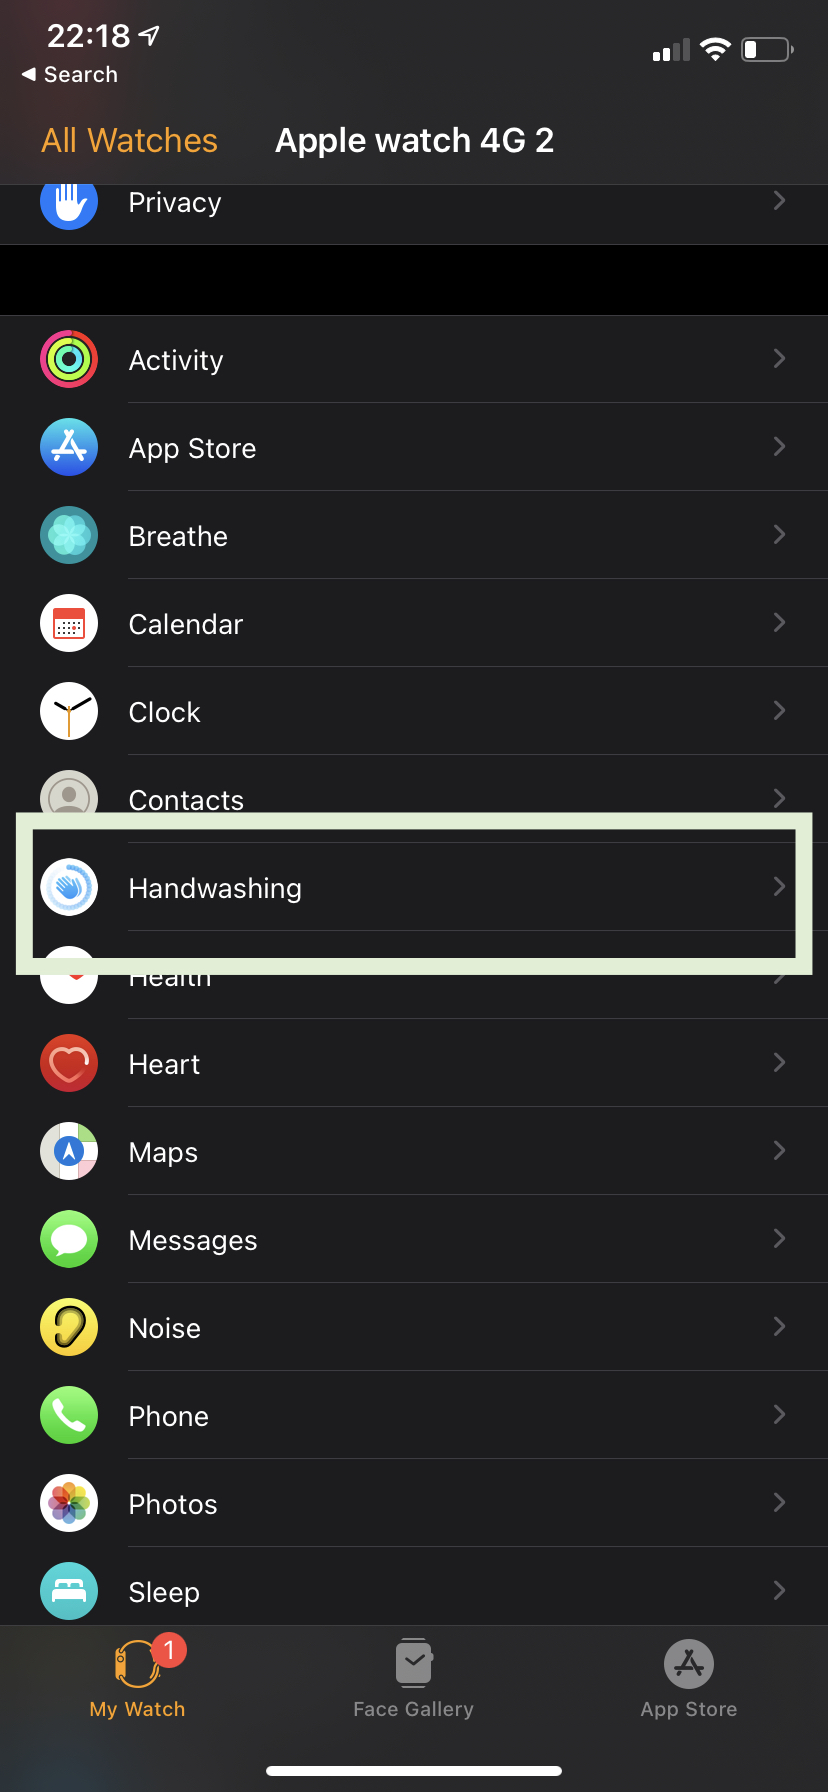 22:18
◀ Search
All Watches Apple watch 4G 2
Privacy
Activity
App Store
Breathe
Calendar
Clock
Contacts
Handwashing
Health
Heart
Maps
Messages
Noise
Phone
Photos
Sleep
1
My Watch Face Gallery App Store